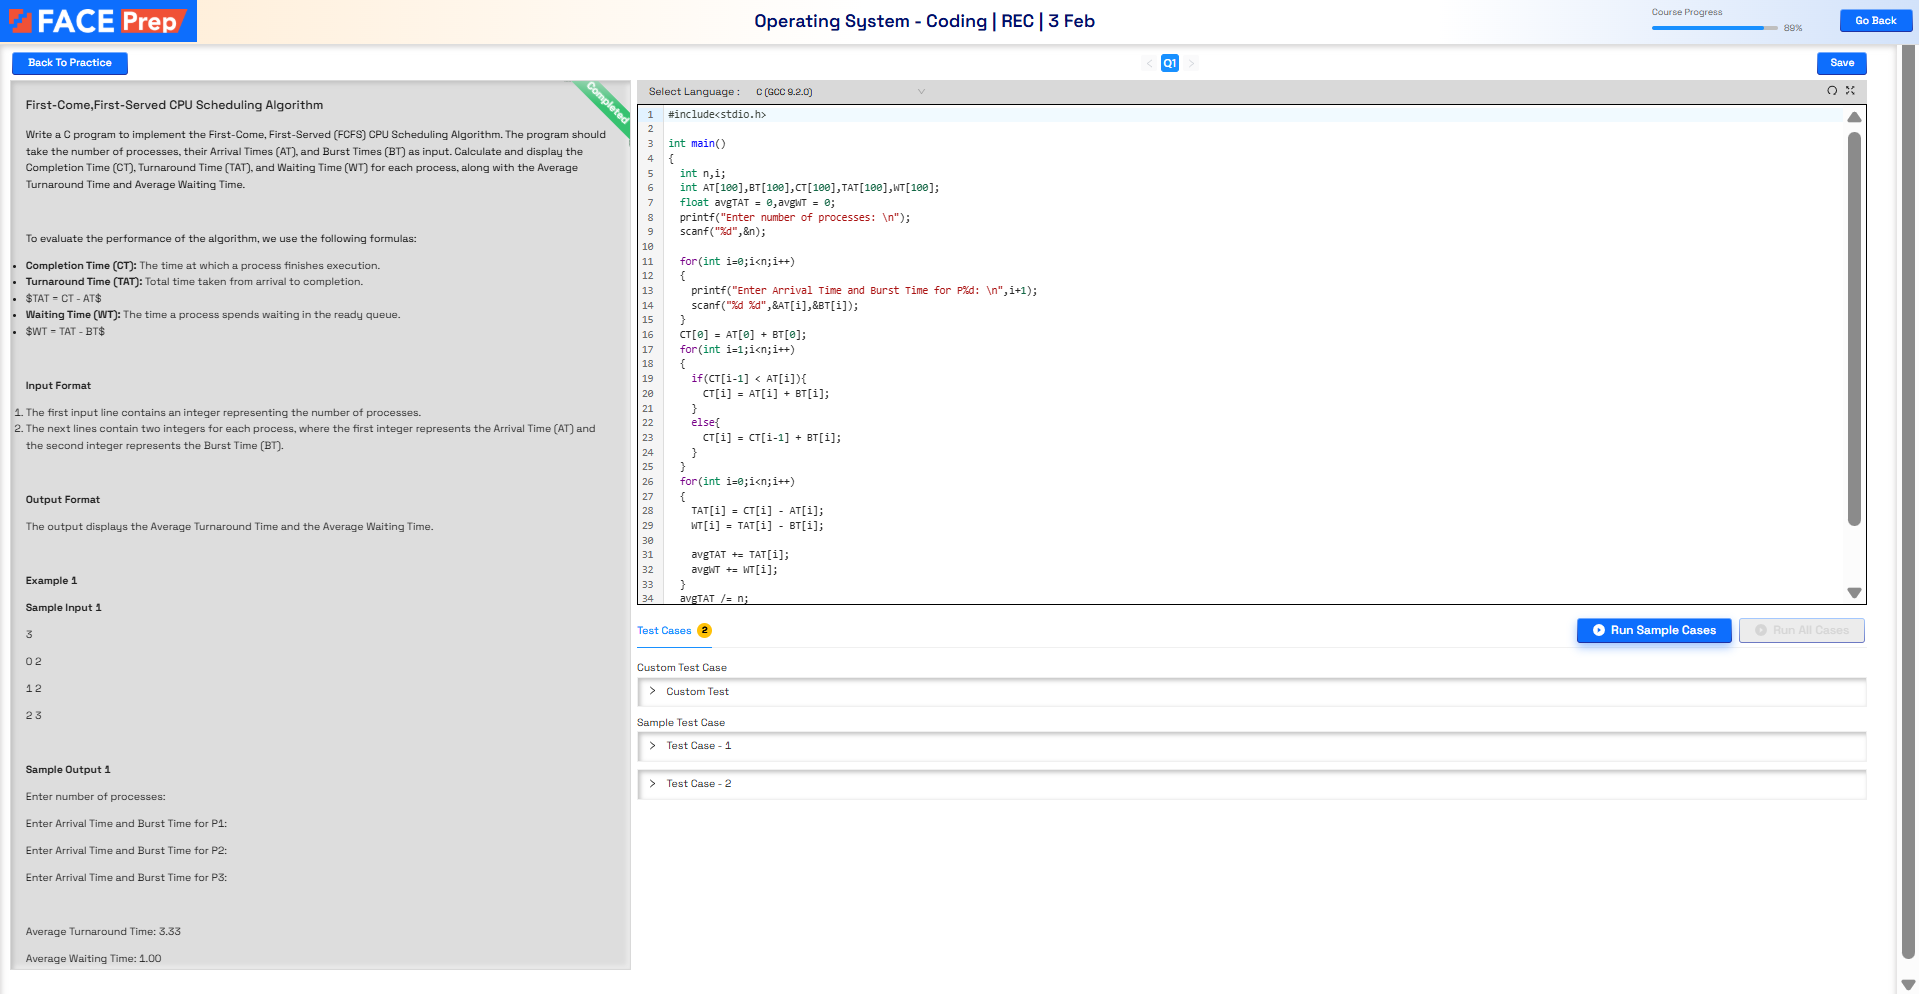 FACE Prep
Operating System - Coding | REC | 3 Feb
Course Progress
89%
Go Back
Back To Practice
Q1
Save
Completed
First-Come,First-Served CPU Scheduling Algorithm
Write a C program to implement the First-Come, First-Served (FCFS) CPU Scheduling Algorithm. The program should
take the number of processes, their Arrival Times (AT), and Burst Times (BT) as input. Calculate and display the
Completion Time (CT), Turnaround Time (TAT), and Waiting Time (WT) for each process, along with the Average
Turnaround Time and Average Waiting Time.
To evaluate the performance of the algorithm, we use the following formulas:
Completion Time (CT): The time at which a process finishes execution.
Turnaround Time (TAT): Total time taken from arrival to completion.
$TAT = CT - AT$
Waiting Time (WT): The time a process spends waiting in the ready queue.
$WT = TAT - BT$
Input Format
1. The first input line contains an integer representing the number of processes.
2. The next lines contain two integers for each process, where the first integer represents the Arrival Time (AT) and
the second integer represents the Burst Time (BT).
Output Format
The output displays the Average Turnaround Time and the Average Waiting Time.
Example 1
Sample Input 1
3
0 2
1 2
2 3
Sample Output 1
Enter number of processes:
Enter Arrival Time and Burst Time for P1:
Enter Arrival Time and Burst Time for P2:
Enter Arrival Time and Burst Time for P3:
Average Turnaround Time: 3.33
Average Waiting Time: 1.00
Select Language : C (GCC 9.2.0)
1 #include<stdio.h>
2
3 int main()
4 {
5 int n,i;
6 int AT[100],BT[100],CT[100],TAT[100],WT[100];
7 float avgTAT = 0,avgWT = 0;
8 printf("Enter number of processes: \n");
9 scanf("%d",&n);
10
11 for(int i=0;i<n;i++)
12 {
13 printf("Enter Arrival Time and Burst Time for P%d: \n",i+1);
14 scanf("%d %d",&AT[i],&BT[i]);
15 }
16 CT[0] = AT[0] + BT[0];
17 for(int i=1;i<n;i++)
18 {
19 if(CT[i-1] < AT[i]){
20 CT[i] = AT[i] + BT[i];
21 }
22 else{
23 CT[i] = CT[i-1] + BT[i];
24 }
25 }
26 for(int i=0;i<n;i++)
27 {
28 TAT[i] = CT[i] - AT[i];
29 WT[i] = TAT[i] - BT[i];
30
31 avgTAT += TAT[i];
32 avgWT += WT[i];
33 }
34 avgTAT /= n;
Test Cases 2
Run Sample Cases
Run All Cases
Custom Test Case
Custom Test
Sample Test Case
Test Case - 1
Test Case - 2